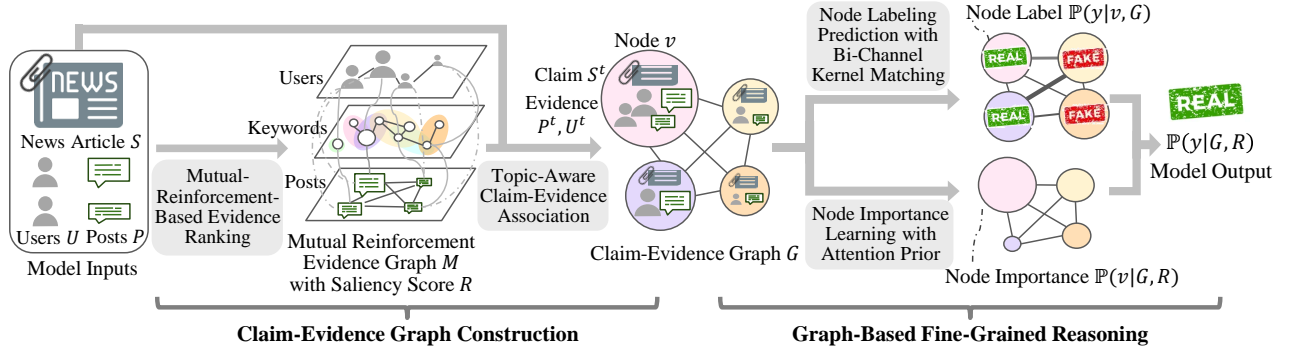 NEWS
News Article S
Users U
Posts P
Model Inputs
Mutual-
Reinforcement-
Based Evidence
Ranking
Users
Keywords
Posts
Mutual Reinforcement
Evidence Graph M
with Saliency Score R
Topic-Aware
Claim-Evidence
Association
Node v
Claim Sᵗ
Evidence
Pᵗ, Uᵗ
Claim-Evidence Graph G
Node Labeling
Prediction with
Bi-Channel
Kernel Matching
Node Importance
Learning with
Attention Prior
Node Label ℙ(y|v, G)
REAL
FAKE
REAL
FAKE
Node Importance ℙ(v|G, R)
REAL
ℙ(y|G, R)
Model Output
Claim-Evidence Graph Construction
Graph-Based Fine-Grained Reasoning